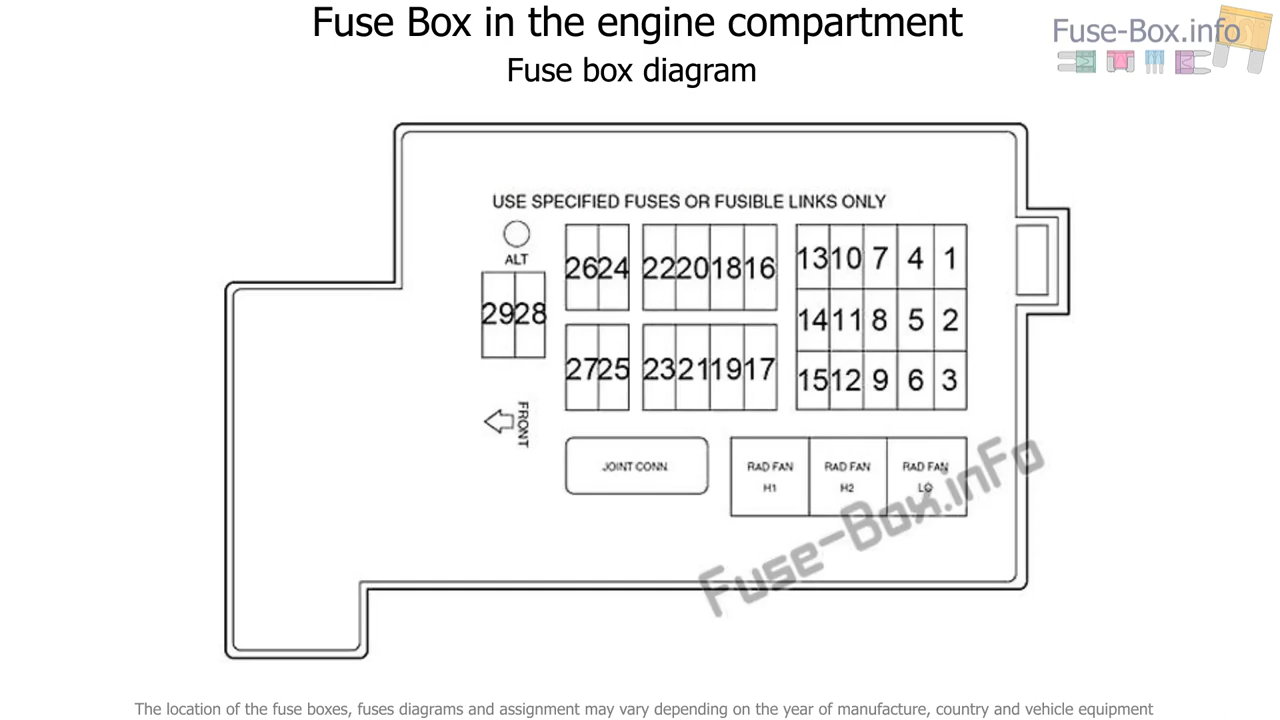 Fuse Box in the engine compartment
Fuse box diagram
Fuse-Box.info
USE SPECIFIED FUSES OR FUSIBLE LINKS ONLY
ALT
26 24 22 20 18 16 13 10 7 4 1
29 28
14 11 8 5 2
27 25 23 21 19 17 15 12 9 6 3
FRONT
JOINT CONN.
RAD FAN H1
RAD FAN H2
RAD FAN LO
Fuse-Box.inFo
The location of the fuse boxes, fuses diagrams and assignment may vary depending on the year of manufacture, country and vehicle equipment